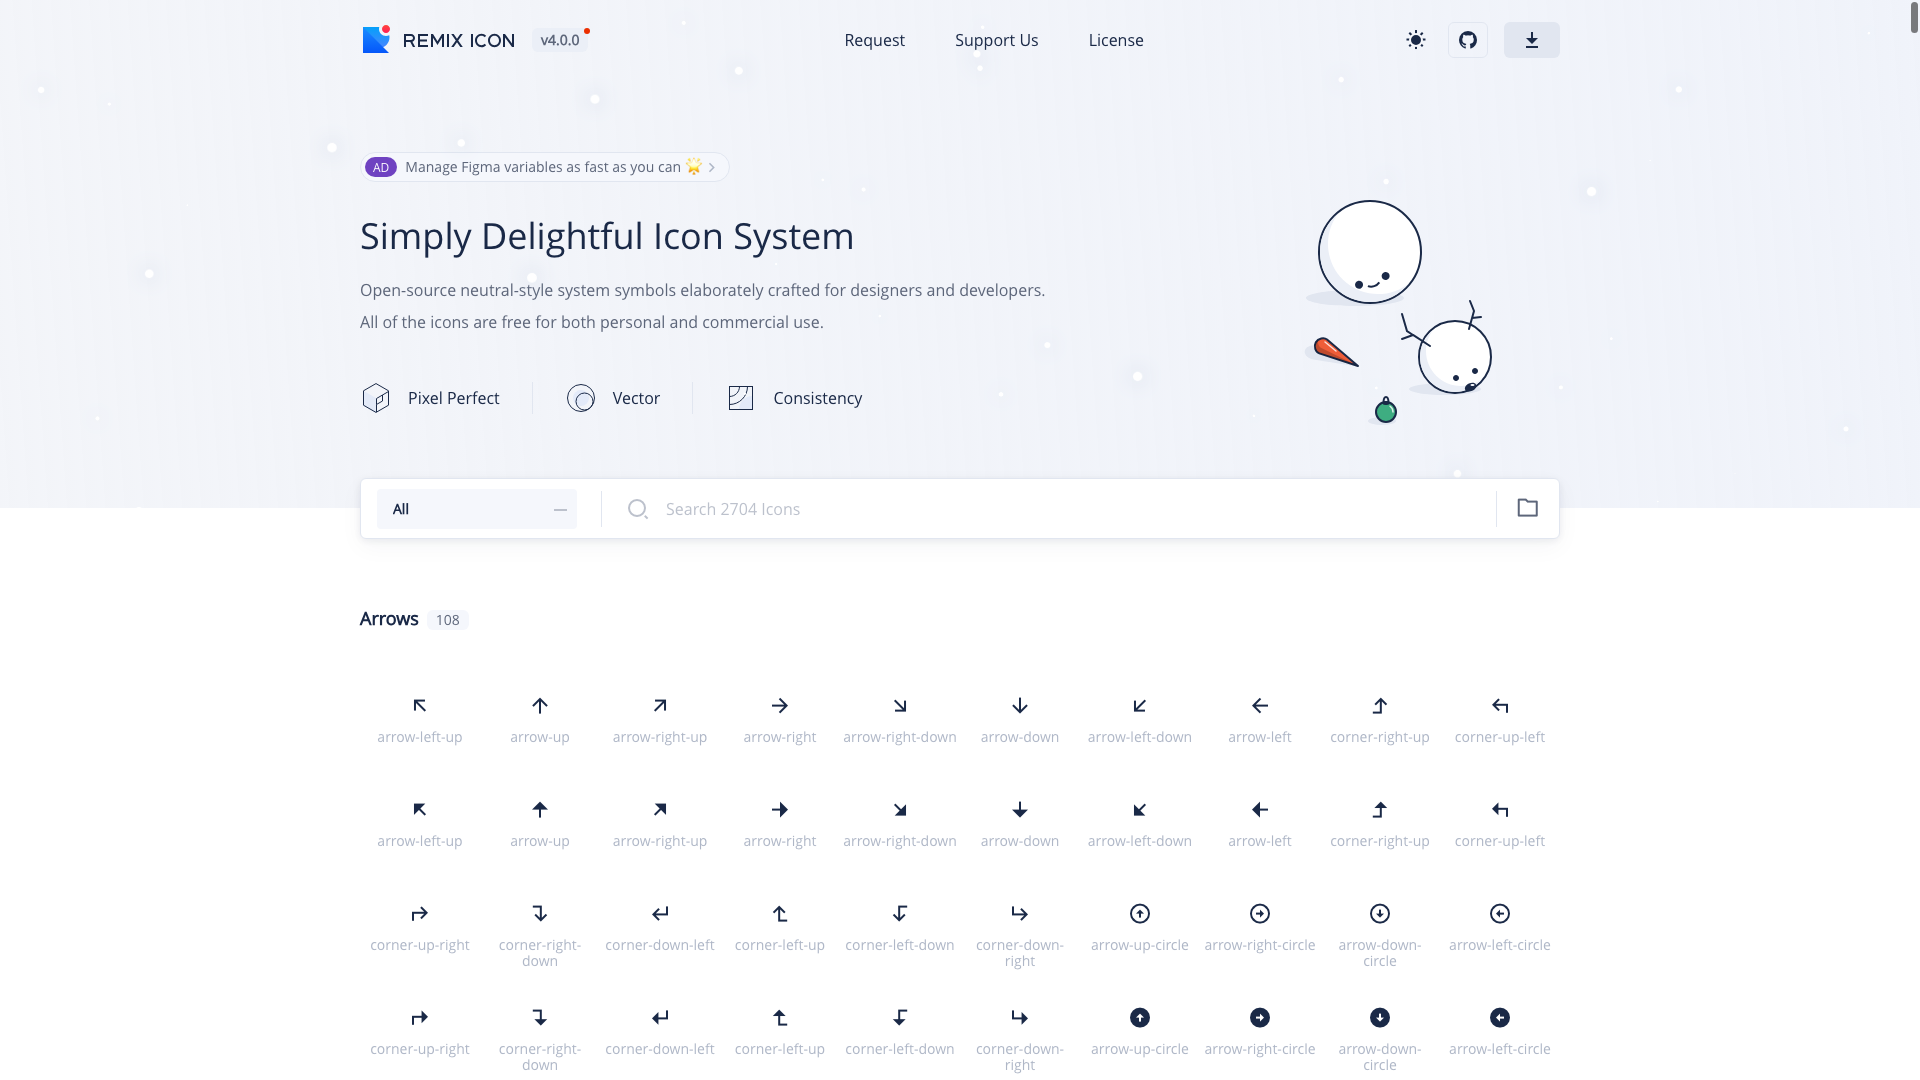 REMIX ICON v4.0.0 Request Support Us License
AD Manage Figma variables as fast as you can
Simply Delightful Icon System
Open-source neutral-style system symbols elaborately crafted for designers and developers.
All of the icons are free for both personal and commercial use.
Pixel Perfect Vector Consistency
All Search 2704 Icons
Arrows 108
arrow-left-up arrow-up arrow-right-up arrow-right arrow-right-down arrow-down arrow-left-down arrow-left corner-right-up corner-up-left
arrow-left-up arrow-up arrow-right-up arrow-right arrow-right-down arrow-down arrow-left-down arrow-left corner-right-up corner-up-left
corner-up-right corner-right-down corner-down-left corner-left-up corner-left-down corner-down-right arrow-up-circle arrow-right-circle arrow-down-circle arrow-left-circle
corner-up-right corner-right-down corner-down-left corner-left-up corner-left-down corner-down-right arrow-up-circle arrow-right-circle arrow-down-circle arrow-left-circle